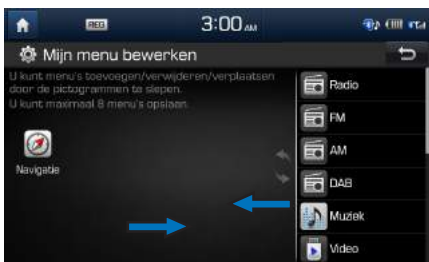 REG
3:00 AM
Mijn menu bewerken
U kunt menu's toevoegen/verwijderen/verplaatsen
door de pictogrammen te slepen.
U kunt maximaal 8 menu's opslaan.
Navigatie
Radio
FM
AM
DAB
Muziek
Video